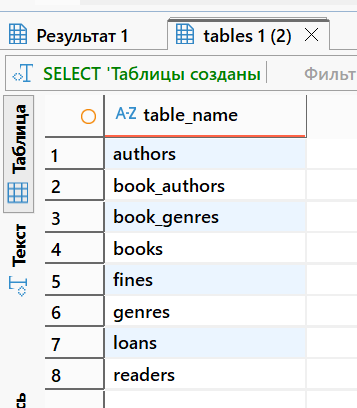 Результат 1
tables 1 (2)
SELECT 'Таблицы созданы
Фильт
Таблица
Текст
A-Z table_name
1 authors
2 book_authors
3 book_genres
4 books
5 fines
6 genres
7 loans
8 readers